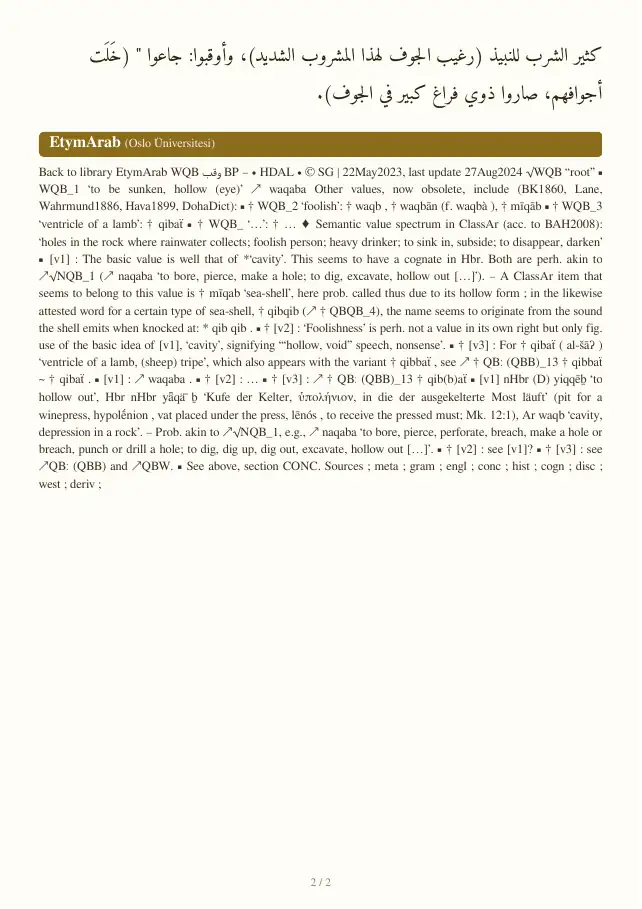 كثير الشرب للنبيذ (رغيب الجوف لهذا المشروب الشديد)، وأوقبوا: جاعوا " (خَلَت
أجوافهم، صاروا ذوي فراغ كبير في الجوف).
EtymArab (Oslo Üniversitesi)
Back to library EtymArab WQB وقب BP – • HDAL • © SG | 22May2023, last update 27Aug2024 √WQB “root” ▪
WQB_1 ‘to be sunken, hollow (eye)’ ↗ waqaba Other values, now obsolete, include (BK1860, Lane,
Wahrmund1886, Hava1899, DohaDict): ▪ † WQB_2 ‘foolish’: † waqb , † waqbān (f. waqbà ), † mīqāb ▪ † WQB_3
‘ventricle of a lamb’: † qibaẗ ▪ † WQB_ ‘…’: † … ♦ Semantic value spectrum in ClassAr (acc. to BAH2008):
‘holes in the rock where rainwater collects; foolish person; heavy drinker; to sink in, subside; to disappear, darken’
▪ [v1] : The basic value is well that of *‘cavity’. This seems to have a cognate in Hbr. Both are perh. akin to
↗√NQB_1 (↗ naqaba ‘to bore, pierce, make a hole; to dig, excavate, hollow out […]’). – A ClassAr item that
seems to belong to this value is † mīqab ‘sea-shell’, here prob. called thus due to its hollow form ; in the likewise
attested word for a certain type of sea-shell, † qibqib (↗ † QBQB_4), the name seems to originate from the sound
the shell emits when knocked at: * qib qib . ▪ † [v2] : ‘Foolishness’ is perh. not a value in its own right but only fig.
use of the basic idea of [v1], ‘cavity’, signifying “‘hollow, void” speech, nonsense’. ▪ † [v3] : For † qibaẗ ( al-šāʔ )
‘ventricle of a lamb, (sheep) tripe’, which also appears with the variant † qibbaẗ , see ↗ † QB: (QBB)_13 † qibbaẗ
~ † qibaẗ . ▪ [v1] : ↗ waqaba . ▪ † [v2] : … ▪ † [v3] : ↗ † QB: (QBB)_13 † qib(b)aẗ ▪ [v1] nHbr (D) yiqqēḇ ‘to
hollow out’, Hbr nHbr yäqäḇ ‘Kufe der Kelter, ὑπολήνιον, in die der ausgekelterte Most läuft’ (pit for a
winepress, hypolḗnion , vat placed under the press, lēnós , to receive the pressed must; Mk. 12:1), Ar waqb ‘cavity,
depression in a rock’. – Prob. akin to ↗√NQB_1, e.g., ↗ naqaba ‘to bore, pierce, perforate, breach, make a hole or
breach, punch or drill a hole; to dig, dig up, dig out, excavate, hollow out […]’. ▪ † [v2] : see [v1]? ▪ † [v3] : see
↗QB: (QBB) and ↗QBW. ▪ See above, section CONC. Sources ; meta ; gram ; engl ; conc ; hist ; cogn ; disc ;
west ; deriv ;
2 / 2